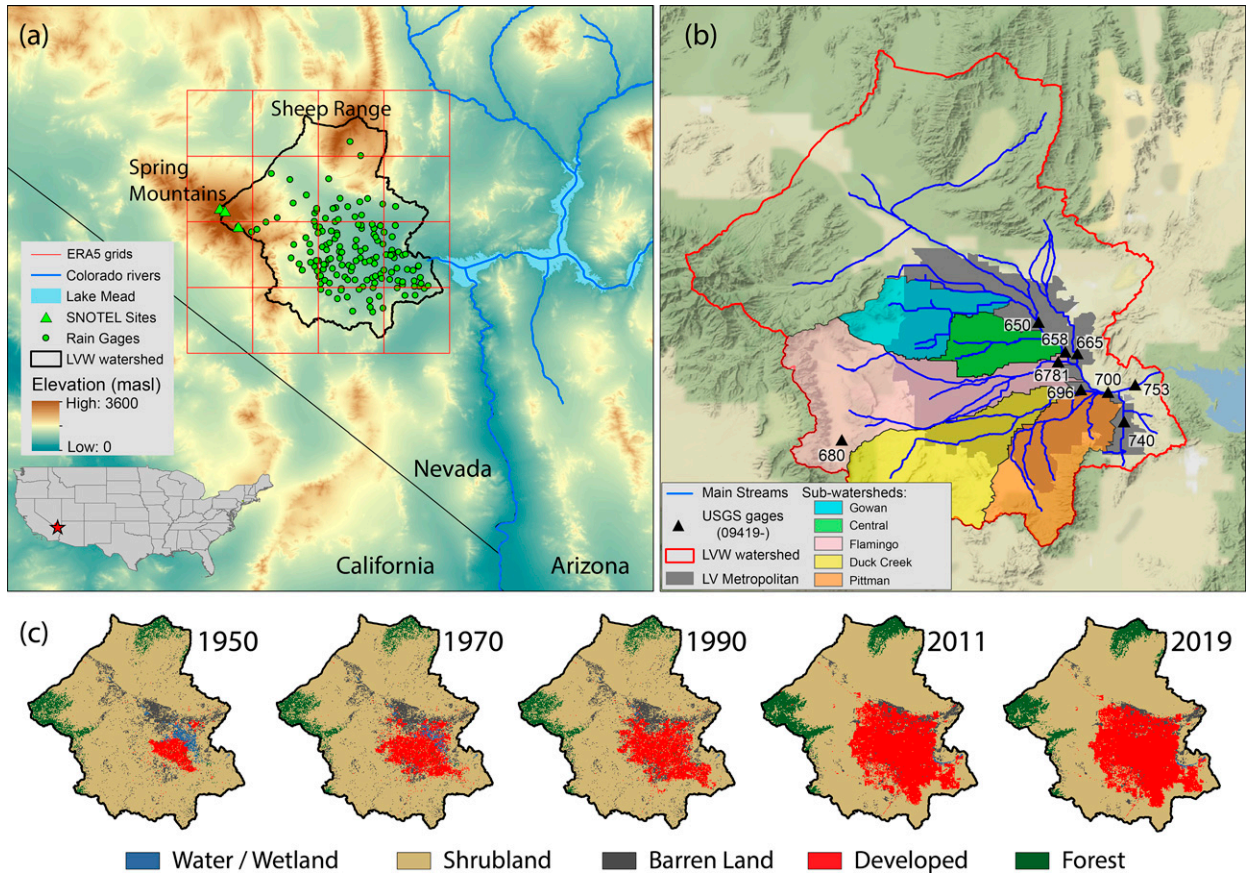 (a)
Sheep Range
Spring
Mountains
ERA5 grids
Colorado rivers
Lake Mead
SNOTEL Sites
Rain Gages
LVW watershed
Elevation (masl)
High: 3600
Low: 0
Nevada
California
Arizona
(b)
650
658
665
6781
700
753
696
740
680
Main Streams
USGS gages
(09419-)
LVW watershed
LV Metropolitan
Sub-watersheds:
Gowan
Central
Flamingo
Duck Creek
Pittman
(c)
1950
1970
1990
2011
2019
Water / Wetland
Shrubland
Barren Land
Developed
Forest